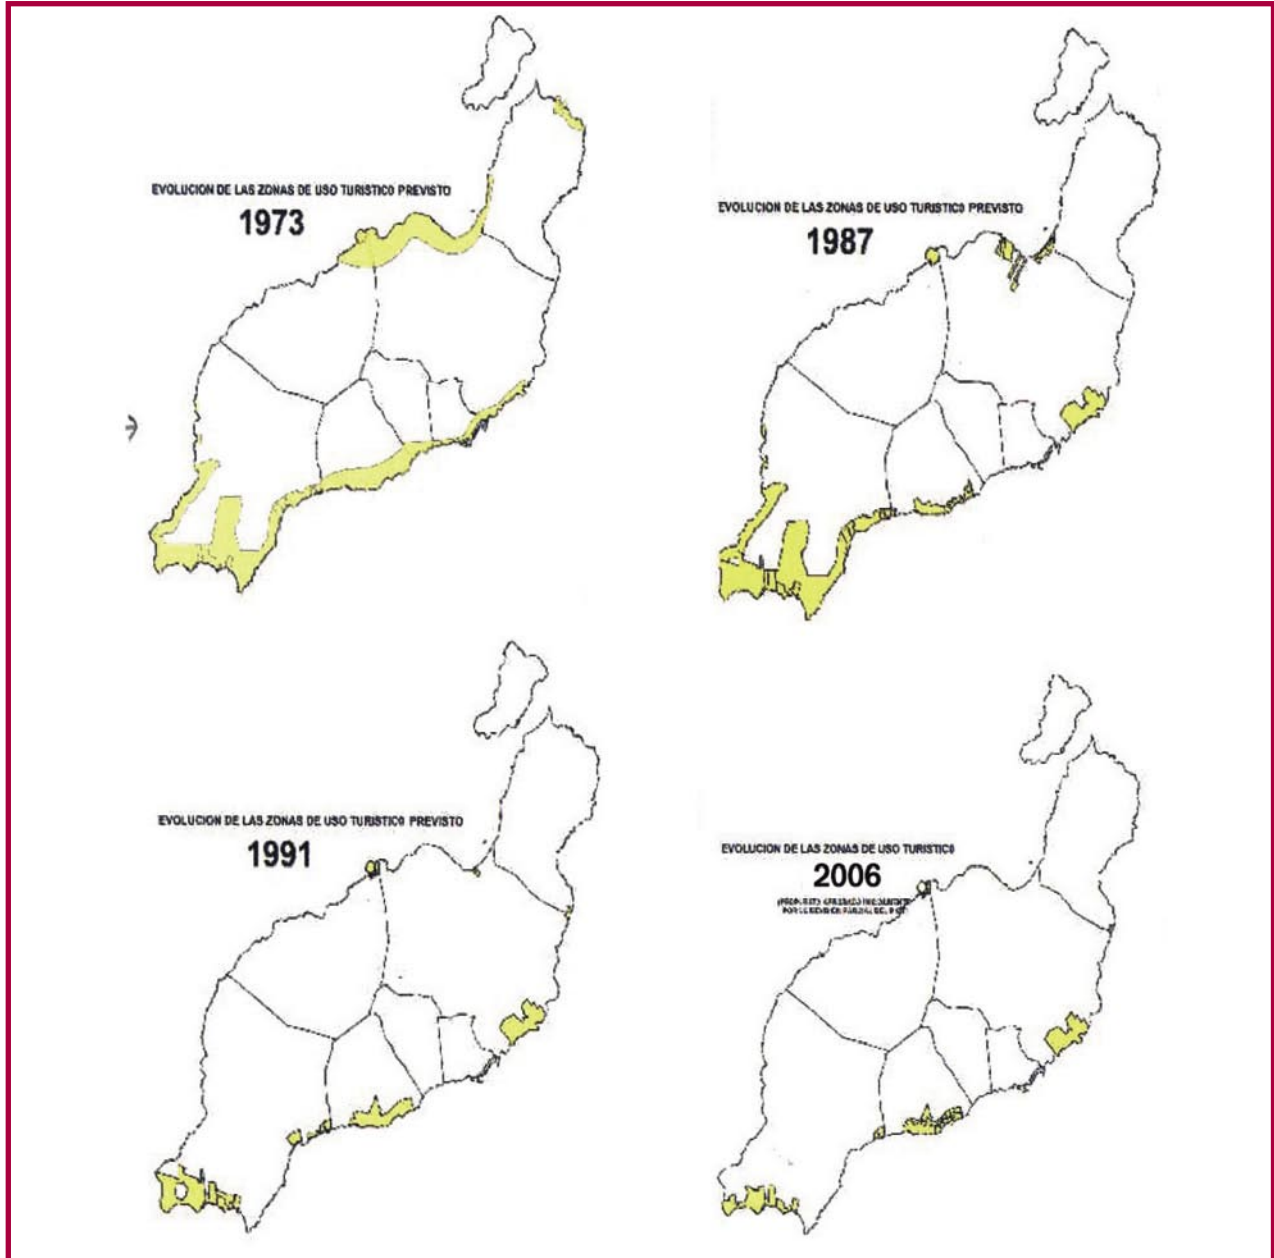 EVOLUCION DE LAS ZONAS DE USO TURISTICO PREVISTO
1973
EVOLUCION DE LAS ZONAS DE USO TURISTICO PREVISTO
1987
EVOLUCION DE LAS ZONAS DE USO TURISTICO PREVISTO
1991
EVOLUCION DE LAS ZONAS DE USO TURISTICO
2006